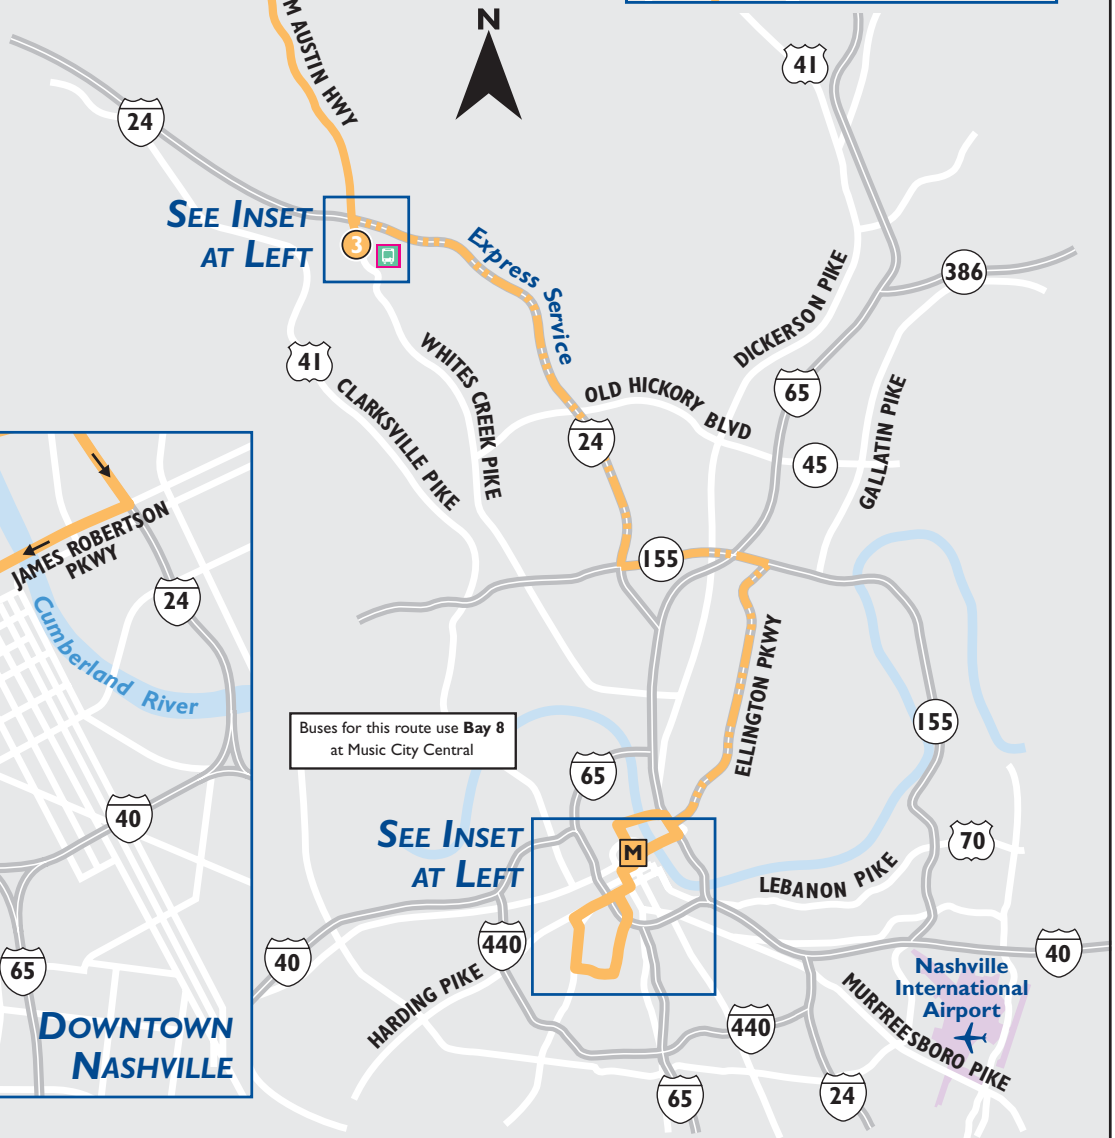 N
M AUSTIN HWY
41
24
SEE INSET
AT LEFT
3
Express Service
386
DICKERSON PIKE
41
WHITES CREEK PIKE
CLARKSVILLE PIKE
OLD HICKORY BLVD
65
GALLATIN PIKE
24
45
JAMES ROBERTSON
PKWY
24
155
Cumberland River
ELLINGTON PKWY
155
Buses for this route use Bay 8
at Music City Central
65
40
SEE INSET
AT LEFT
M
70
LEBANON PIKE
440
40
65
40
HARDING PIKE
Nashville
International
Airport
MURFREESBORO PIKE
440
DOWNTOWN
NASHVILLE
65
24